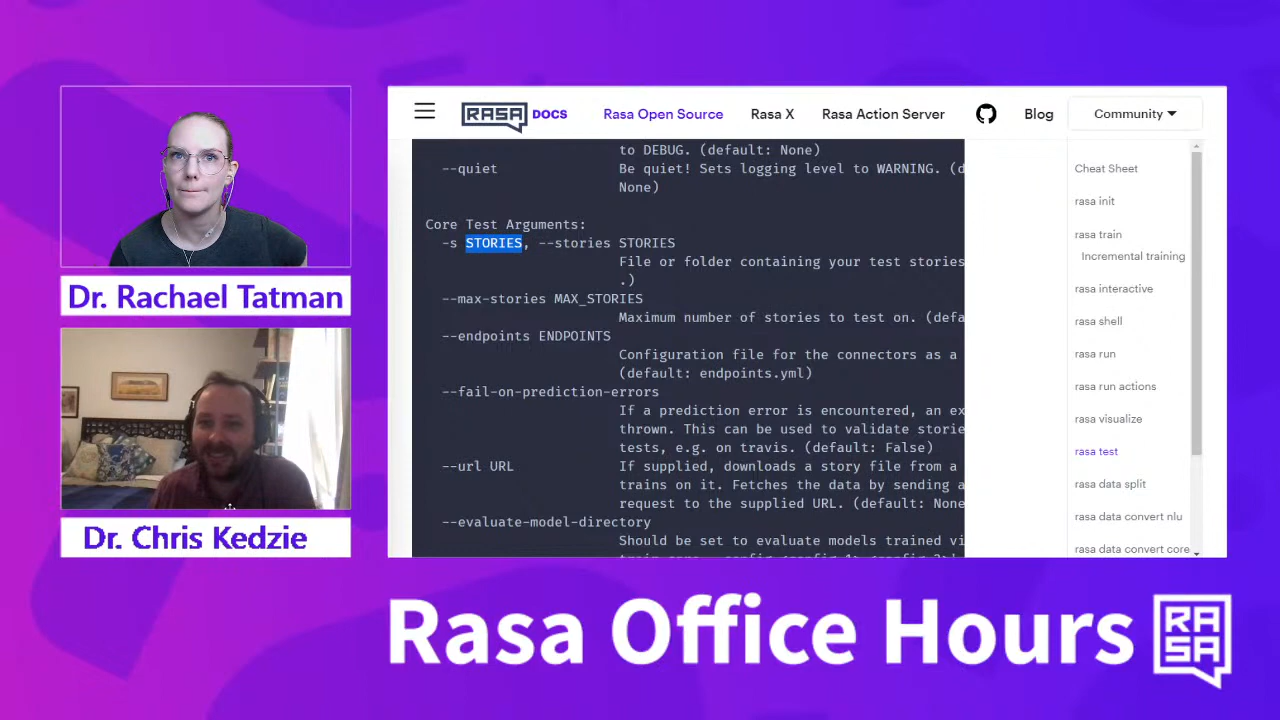 Dr. Rachael Tatman
Dr. Chris Kedzie
RASA DOCS Rasa Open Source Rasa X Rasa Action Server Blog Community
to DEBUG. (default: None)
--quiet Be quiet! Sets logging level to WARNING. (d
None)
Core Test Arguments:
-s STORIES, --stories STORIES
File or folder containing your test stories
.)
--max-stories MAX_STORIES
Maximum number of stories to test on. (defa
--endpoints ENDPOINTS
Configuration file for the connectors as a
(default: endpoints.yml)
--fail-on-prediction-errors
If a prediction error is encountered, an ex
thrown. This can be used to validate storie
tests, e.g. on travis. (default: False)
--url URL If supplied, downloads a story file from a
trains on it. Fetches the data by sending a
request to the supplied URL. (default: None
--evaluate-model-directory
Should be set to evaluate models trained vi
Cheat Sheet
rasa init
rasa train
Incremental training
rasa interactive
rasa shell
rasa run
rasa run actions
rasa visualize
rasa test
rasa data split
rasa data convert nlu
rasa data convert core
Rasa Office Hours
RA
SA